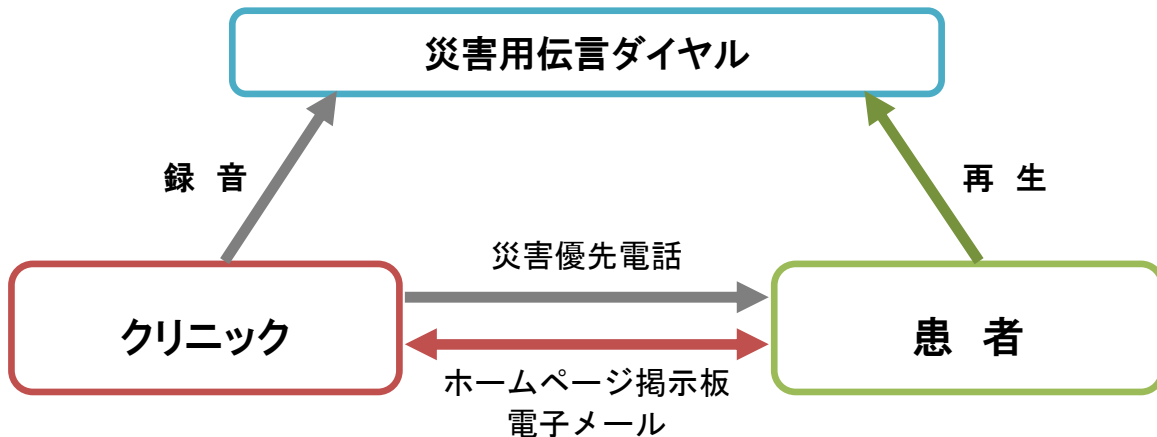 災害用伝言ダイヤル
録 音
再 生
災害優先電話
クリニック
患 者
ホームページ掲示板
電子メール